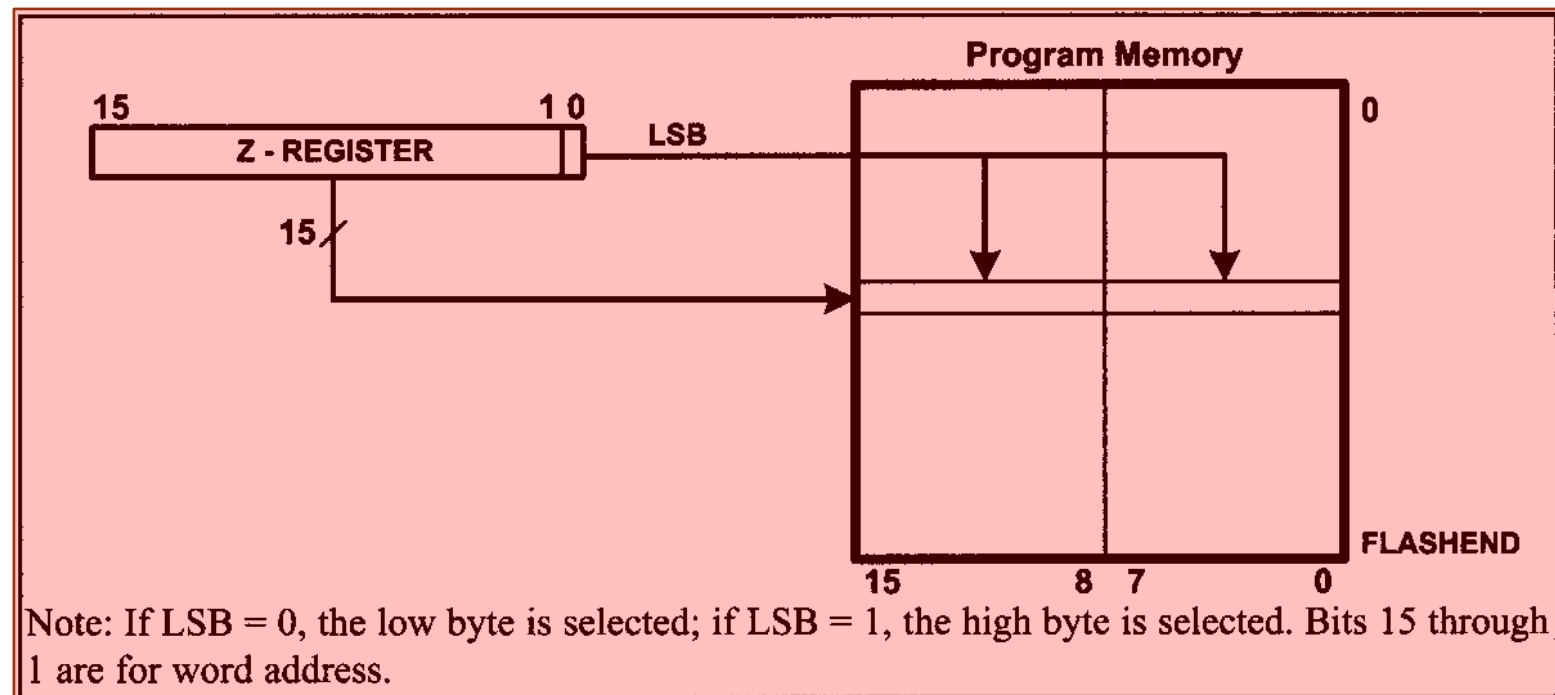 Program Memory
15
1 0
0
Z - REGISTER
LSB
15
FLASHEND
15
8
7
0
Note: If LSB = 0, the low byte is selected; if LSB = 1, the high byte is selected. Bits 15 through
1 are for word address.